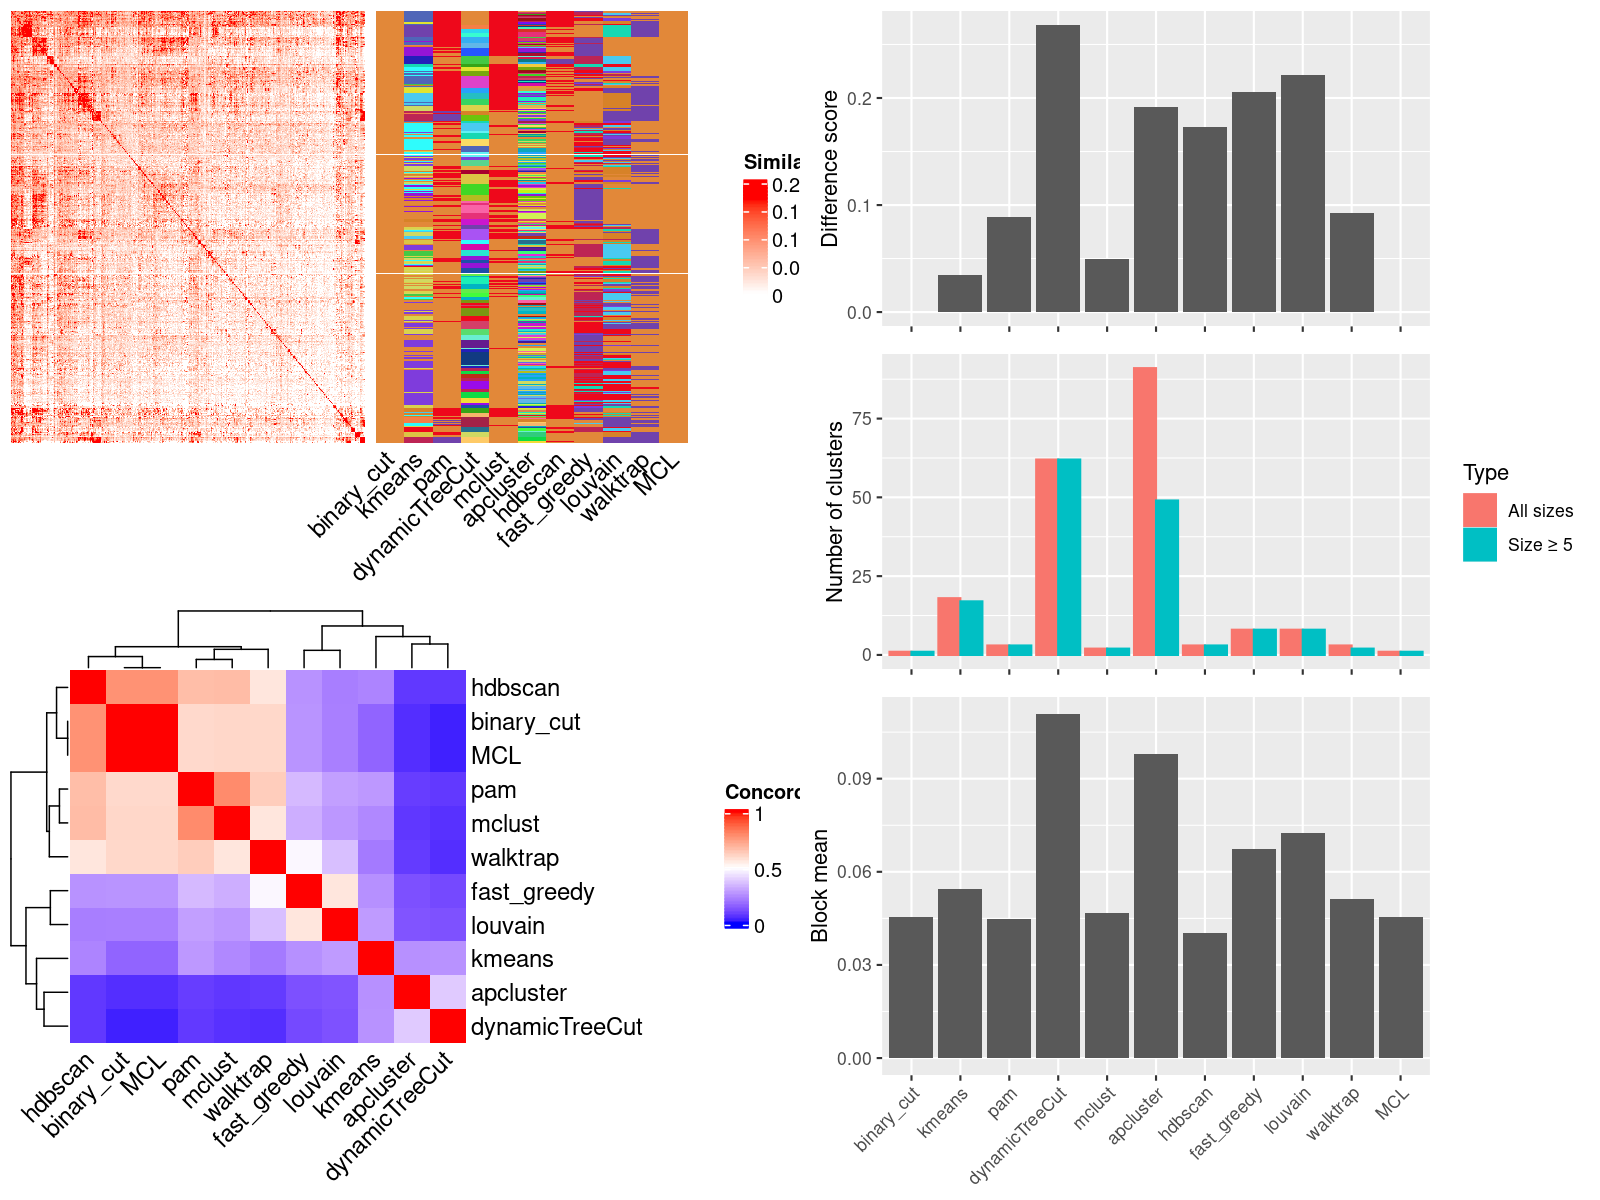 Simila
0.2
0.1
0.1
0.0
0
binary_cut
kmeans
pam
dynamicTreeCut
mclust
apcluster
hdbscan
fast_greedy
louvain
walktrap
MCL
hdbscan
binary_cut
MCL
pam
mclust
walktrap
fast_greedy
louvain
kmeans
apcluster
dynamicTreeCut
hdbscan
binary_cut
MCL
pam
mclust
walktrap
fast_greedy
louvain
kmeans
apcluster
dynamicTreeCut
Concord
1
0.5
0
Difference score
0.2
0.1
0.0
Number of clusters
75
50
25
0
Type
All sizes
Size ≥ 5
Block mean
0.09
0.06
0.03
0.00
binary_cut
kmeans
pam
dynamicTreeCut
mclust
apcluster
hdbscan
fast_greedy
louvain
walktrap
MCL